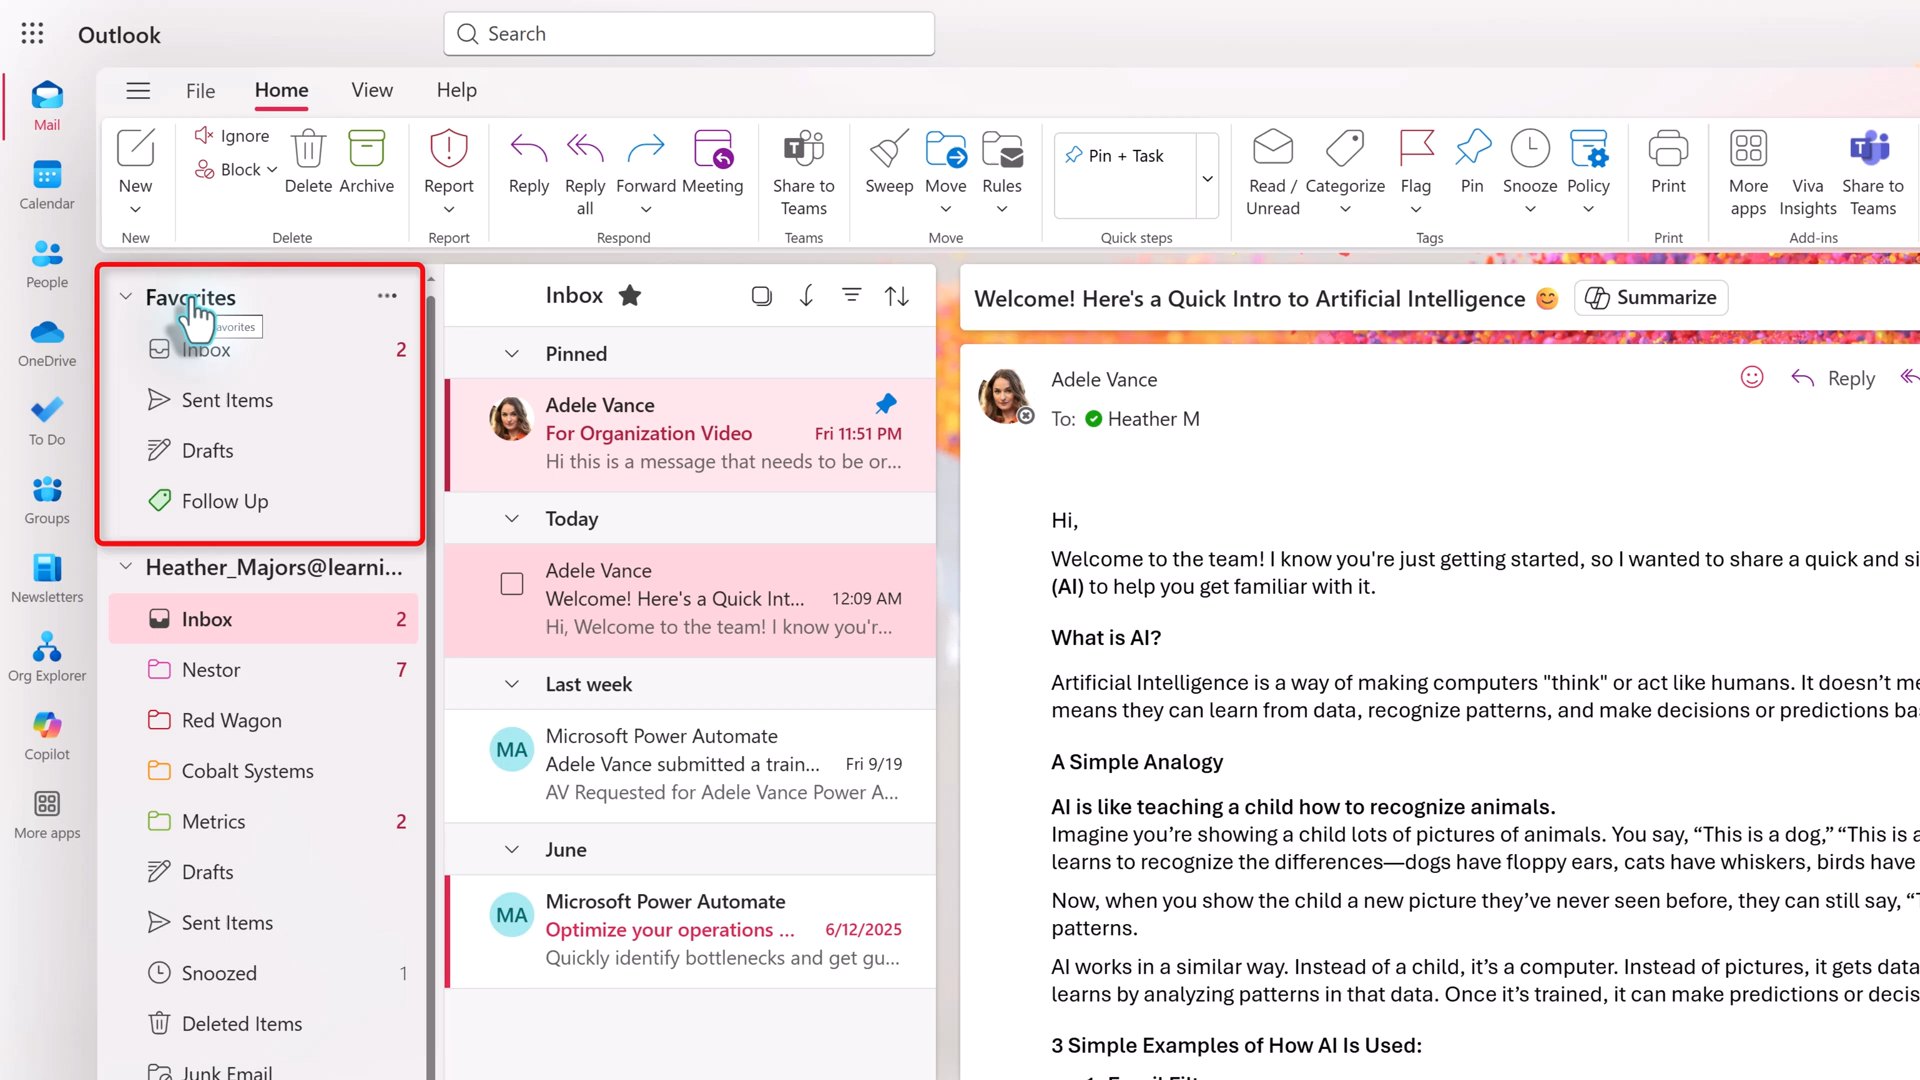 Outlook
Search
File
Home
View
Help
New
Ignore
Block
Delete
Archive
Report
Reply
Reply all
Forward
Meeting
Share to Teams
Sweep
Move
Rules
Pin + Task
Read / Unread
Categorize
Flag
Pin
Snooze
Policy
Print
More apps
Viva Insights
Share to Teams
New
Delete
Report
Respond
Teams
Move
Quick steps
Tags
Print
Add-ins
Mail
Calendar
People
OneDrive
To Do
Groups
Newsletters
Org Explorer
Copilot
More apps
Favorites
Inbox 2
Sent Items
Drafts
Follow Up
Heather_Majors@learni...
Inbox 2
Nestor 7
Red Wagon
Cobalt Systems
Metrics 2
Drafts
Sent Items
Snoozed 1
Deleted Items
Junk Email
Inbox
Pinned
Adele Vance
For Organization Video Fri 11:51 PM
Hi this is a message that needs to be or...
Today
Adele Vance
Welcome! Here's a Quick Int... 12:09 AM
Hi, Welcome to the team! I know you'r...
Last week
MA
Microsoft Power Automate
Adele Vance submitted a train... Fri 9/19
AV Requested for Adele Vance Power A...
June
MA
Microsoft Power Automate
Optimize your operations ... 6/12/2025
Quickly identify bottlenecks and get gu...
Welcome! Here's a Quick Intro to Artificial Intelligence 😊 Summarize
Adele Vance
Reply
To: Heather M
Hi,
Welcome to the team! I know you're just getting started, so I wanted to share a quick and
(AI) to help you get familiar with it.
What is AI?
Artificial Intelligence is a way of making computers "think" or act like humans. It doesn’t
means they can learn from data, recognize patterns, and make decisions or predictions
A Simple Analogy
AI is like teaching a child how to recognize animals.
Imagine you’re showing a child lots of pictures of animals. You say, “This is a dog,” “This is
learns to recognize the differences—dogs have floppy ears, cats have whiskers, birds have
Now, when you show the child a new picture they’ve never seen before, they can still say,
patterns.
AI works in a similar way. Instead of a child, it’s a computer. Instead of pictures, it gets data
learns by analyzing patterns in that data. Once it’s trained, it can make predictions or
3 Simple Examples of How AI Is Used: